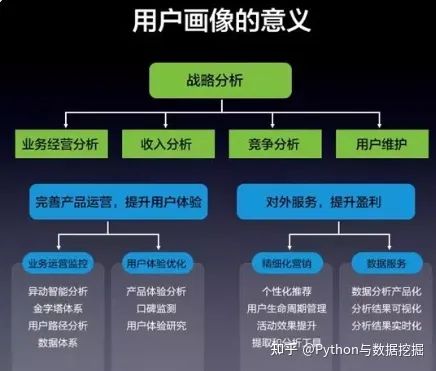 用户画像的意义
战略分析
业务经营分析 收入分析 竞争分析 用户维护
完善产品运营，提升用户体验 对外服务，提升盈利
业务运营监控 用户体验优化 精细化营销 数据服务
异动智能分析 产品体验分析 个性化推荐 数据分析产品化
金字塔体系 口碑监测 用户生命周期管理 分析结果可视化
用户路径分析 用户体验研究 活动效果提升 分析结果实时化
数据体系 提取和分析工具
知乎 @Python与数据挖掘